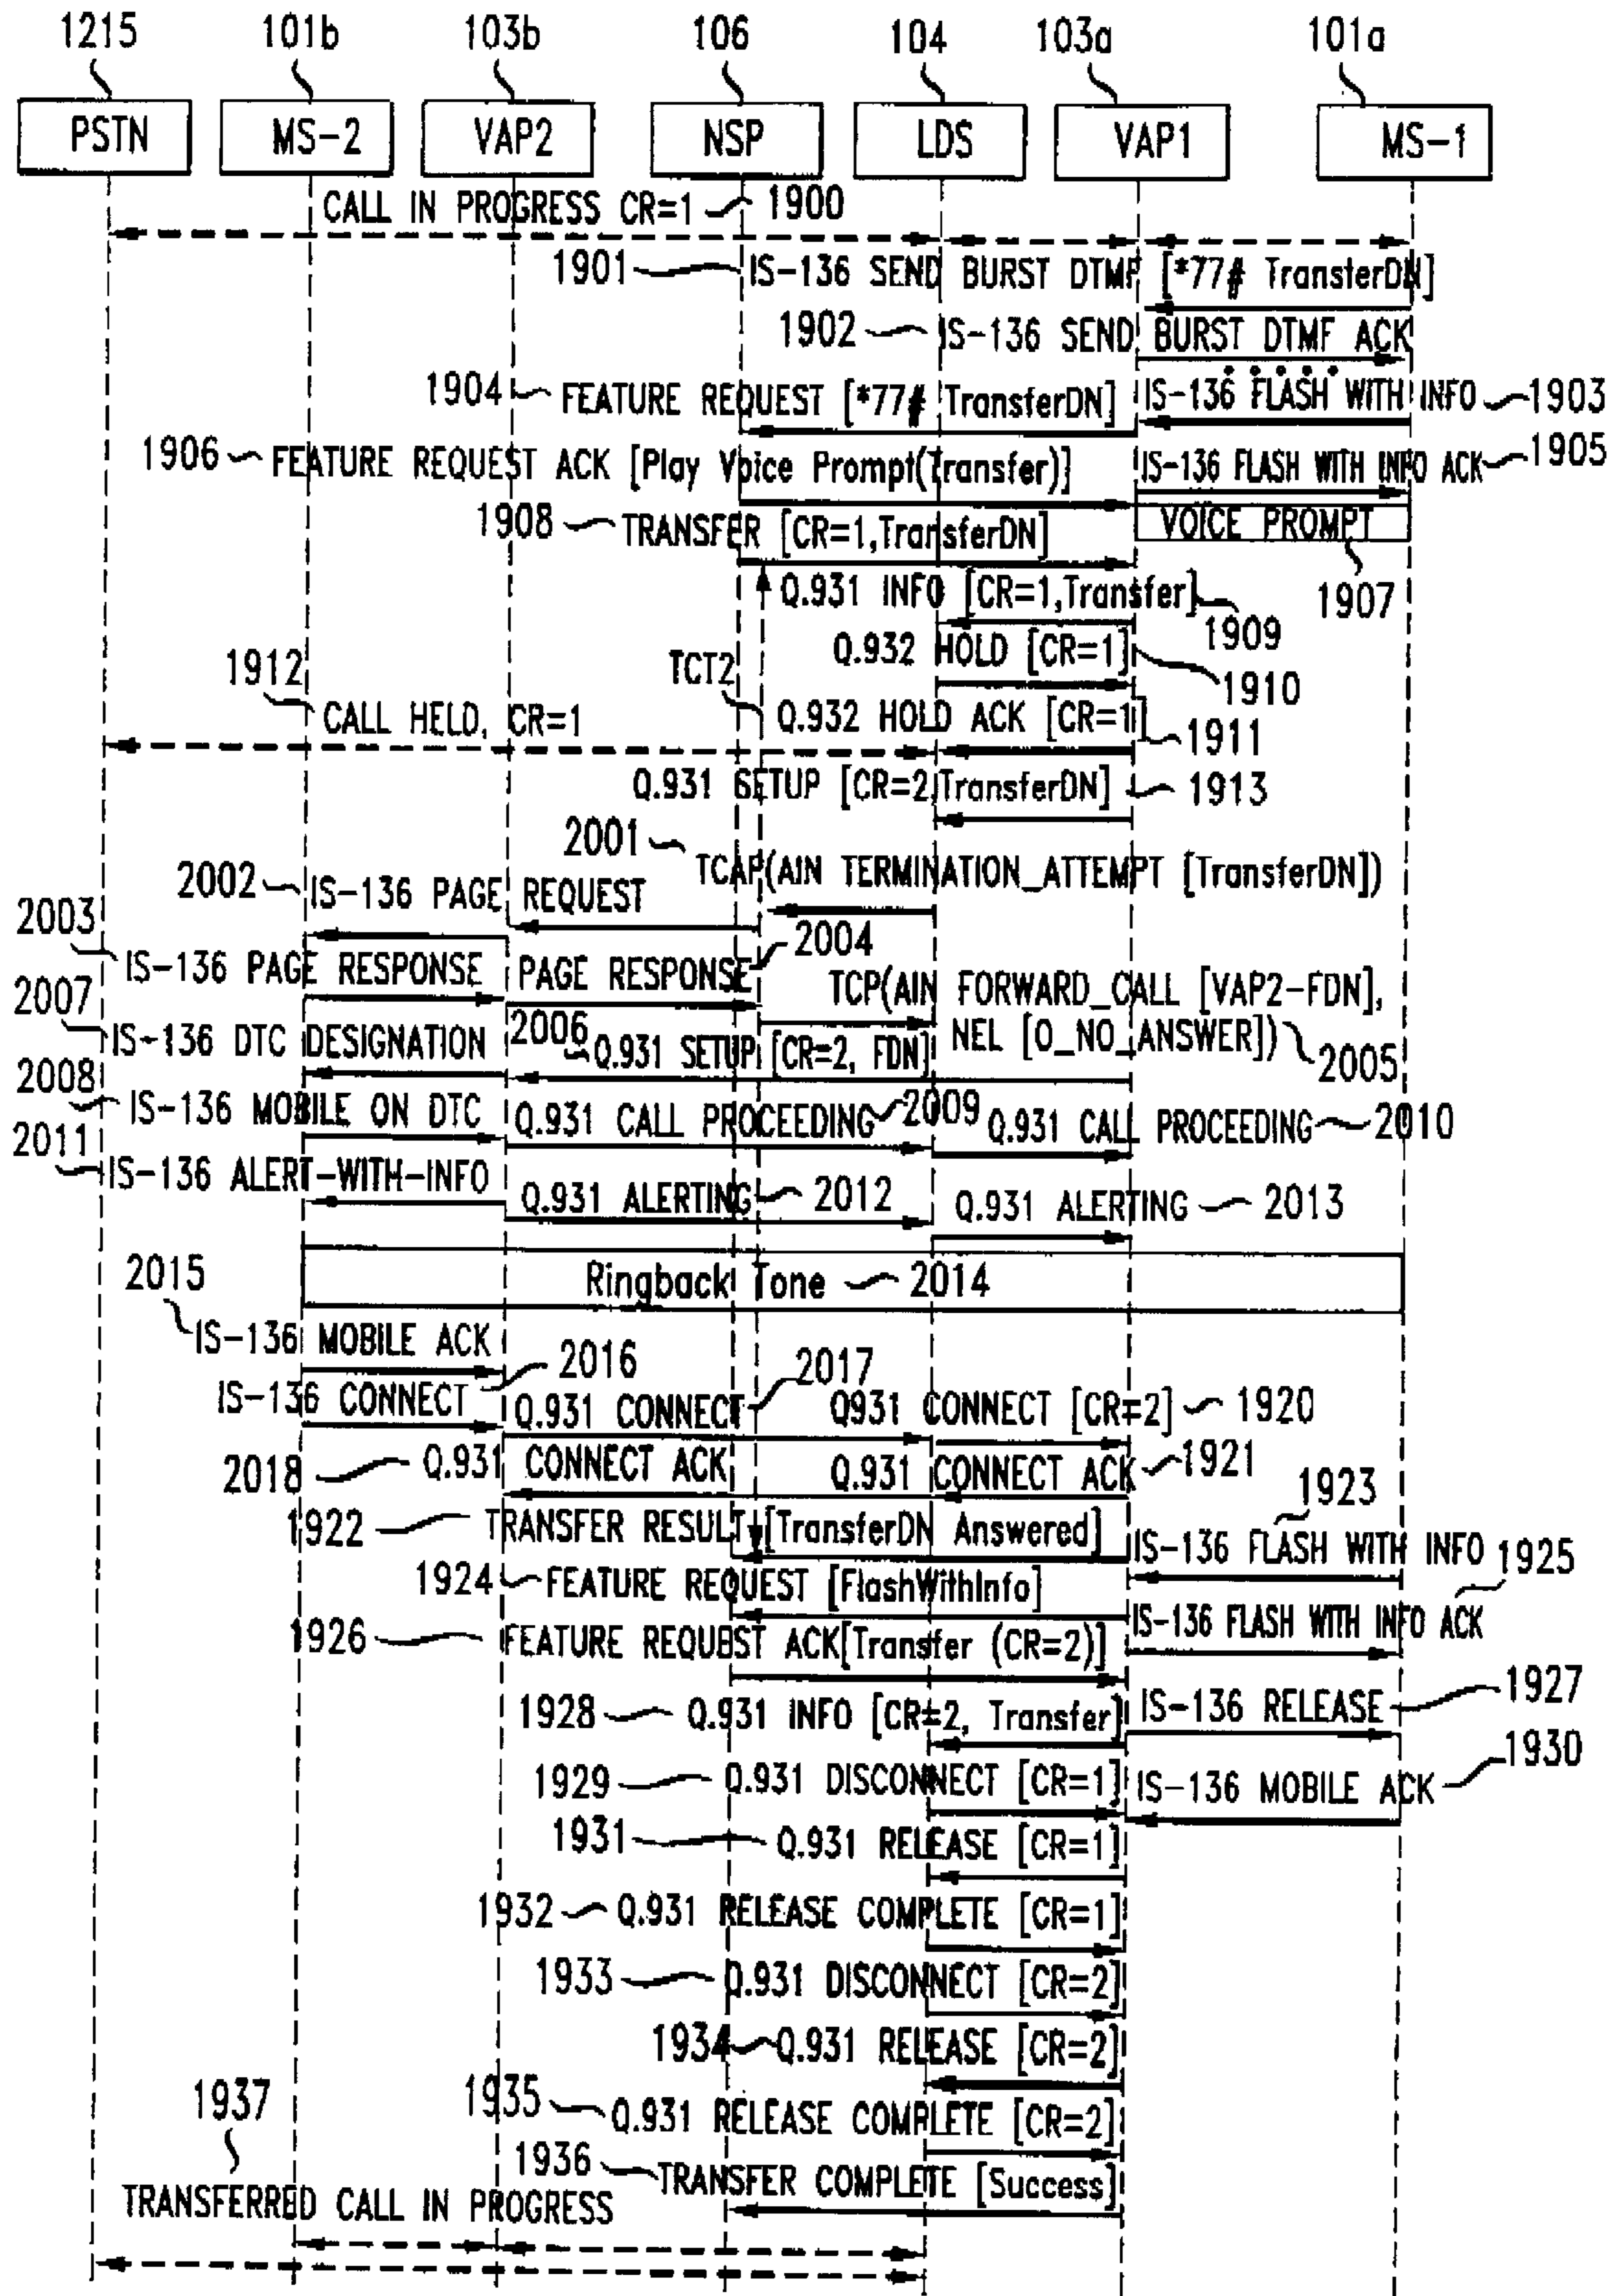 1215 101b 103b 106 104 103a 101a
PSTN MS-2 VAP2 NSP LDS VAP1 MS-1
CALL IN PROGRESS CR=1 1900
1901 IS-136 SEND BURST DTMF [*77# TransferDN]
1902 IS-136 SEND BURST DTMF ACK
1904 FEATURE REQUEST [*77# TransferDN] IS-136 FLASH WITH INFO 1903
1906 FEATURE REQUEST ACK [Play Voice Prompt(transfer)] IS-136 FLASH WITH INFO ACK 1905
1908 TRANSFER [CR=1,TransferDN] VOICE PROMPT
1907
Q.931 INFO [CR=1,Transfer] 1909
Q.932 HOLD [CR=1] 1910
TCT2
1912 CALL HELD, CR=1 Q.932 HOLD ACK [CR=1] 1911
Q.931 SETUP [CR=2,TransferDN] 1913
2001 TCAP(AIN TERMINATION_ATTEMPT [TransferDN])
2002 IS-136 PAGE REQUEST
2003 IS-136 PAGE RESPONSE PAGE RESPONSE 2004
TCP(AIN FORWARD_CALL [VAP2-FDN],
NEL [O_NO_ANSWER]) 2005
2007 IS-136 DTC DESIGNATION 2006 Q.931 SETUP [CR=2, FDN]
2008 IS-136 MOBILE ON DTC Q.931 CALL PROCEEDING 2009 Q.931 CALL PROCEEDING 2010
2011 IS-136 ALERT-WITH-INFO Q.931 ALERTING 2012 Q.931 ALERTING 2013
Ringback Tone 2014
2015 IS-136 MOBILE ACK
IS-136 CONNECT 2016 Q.931 CONNECT 2017 Q931 CONNECT [CR=2] 1920
2018 Q.931 CONNECT ACK Q.931 CONNECT ACK 1921
1922 TRANSFER RESULT [TransferDN Answered] IS-136 FLASH WITH INFO 1923
1924 FEATURE REQUEST [FlashWithInfo] IS-136 FLASH WITH INFO ACK 1925
1926 FEATURE REQUEST ACK[Transfer (CR=2)]
1928 Q.931 INFO [CR=2, Transfer] IS-136 RELEASE 1927
1929 Q.931 DISCONNECT [CR=1] IS-136 MOBILE ACK 1930
1931 Q.931 RELEASE [CR=1]
1932 Q.931 RELEASE COMPLETE [CR=1]
1933 Q.931 DISCONNECT [CR=2]
1934 Q.931 RELEASE [CR=2]
1935 Q.931 RELEASE COMPLETE [CR=2]
1936 TRANSFER COMPLETE [Success]
1937 TRANSFERRED CALL IN PROGRESS